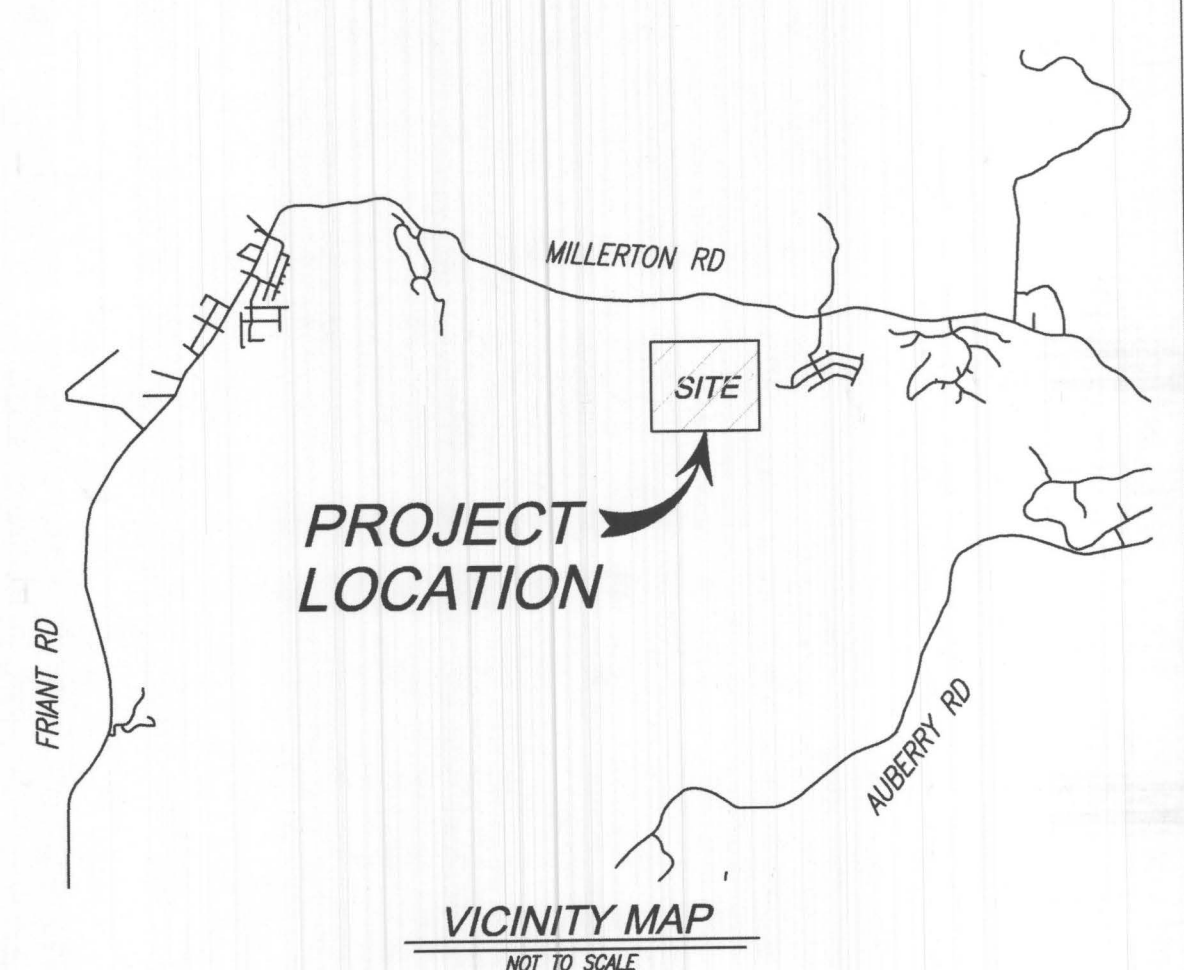 MILLERTON RD
SITE
PROJECT
LOCATION
FRIANT RD
AUBERRY RD
VICINITY MAP
NOT TO SCALE